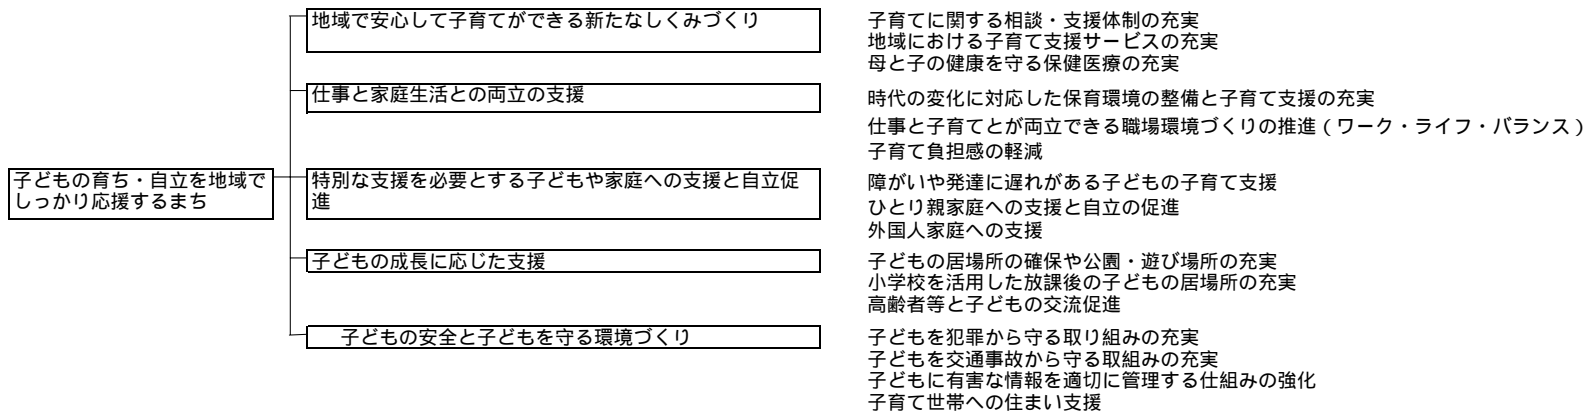 子どもの育ち・自立を地域で
しっかり応援するまち
地域で安心して子育てができる新たなしくみづくり
子育てに関する相談・支援体制の充実
地域における子育て支援サービスの充実
母と子の健康を守る保健医療の充実
仕事と家庭生活との両立の支援
時代の変化に対応した保育環境の整備と子育て支援の充実
仕事と子育てとが両立できる職場環境づくりの推進(ワーク・ライフ・バランス)
子育て負担感の軽減
特別な支援を必要とする子どもや家庭への支援と自立促
進
障がいや発達に遅れがある子どもの子育て支援
ひとり親家庭への支援と自立の促進
外国人家庭への支援
子どもの成長に応じた支援
子どもの居場所の確保や公園・遊び場所の充実
小学校を活用した放課後の子どもの居場所の充実
高齢者等と子どもの交流促進
子どもの安全と子どもを守る環境づくり
子どもを犯罪から守る取り組みの充実
子どもを交通事故から守る取組みの充実
子どもに有害な情報を適切に管理する仕組みの強化
子育て世帯への住まい支援